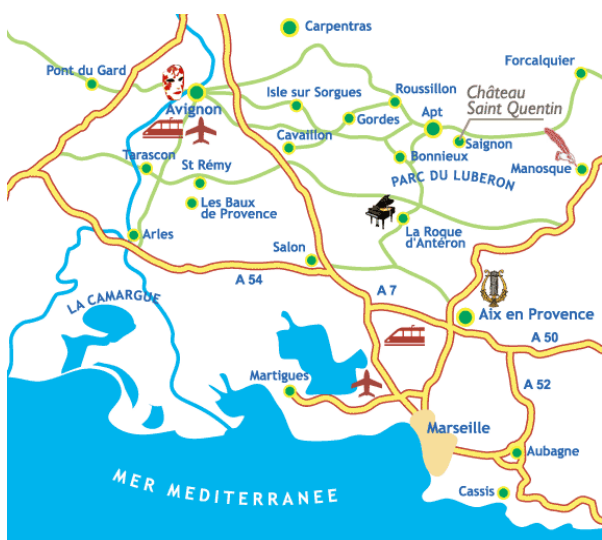 Carpentras
Forcalquier
Pont du Gard
Roussillon
Château
Saint Quentin
Isle sur Sorgues
Avignon
Gordes
Apt
Cavaillon
Saignon
Tarascon
St Rémy
Bonnieux
Manosque
PARC DU LUBERON
Les Baux
de Provence
La Roque
d'Antéron
Arles
Salon
A 54
A 7
LA CAMARGUE
Aix en Provence
A 50
Martigues
A 52
Marseille
Aubagne
MER MEDITERRANEE
Cassis